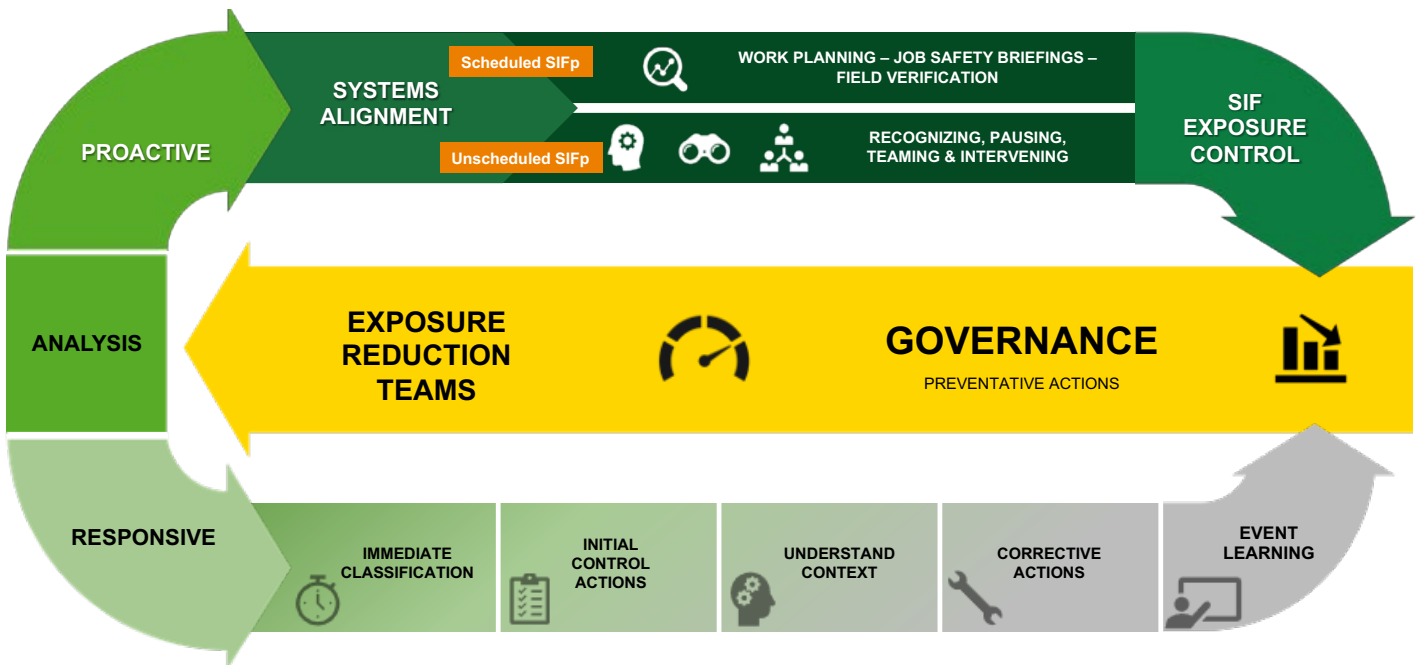 PROACTIVE
SYSTEMS
ALIGNMENT
Scheduled SIFp
WORK PLANNING – JOB SAFETY BRIEFINGS –
FIELD VERIFICATION
Unscheduled SIFp
RECOGNIZING, PAUSING,
TEAMING & INTERVENING
SIF
EXPOSURE
CONTROL
ANALYSIS
EXPOSURE
REDUCTION
TEAMS
GOVERNANCE
PREVENTATIVE ACTIONS
RESPONSIVE
IMMEDIATE
CLASSIFICATION
INITIAL
CONTROL
ACTIONS
UNDERSTAND
CONTEXT
CORRECTIVE
ACTIONS
EVENT
LEARNING